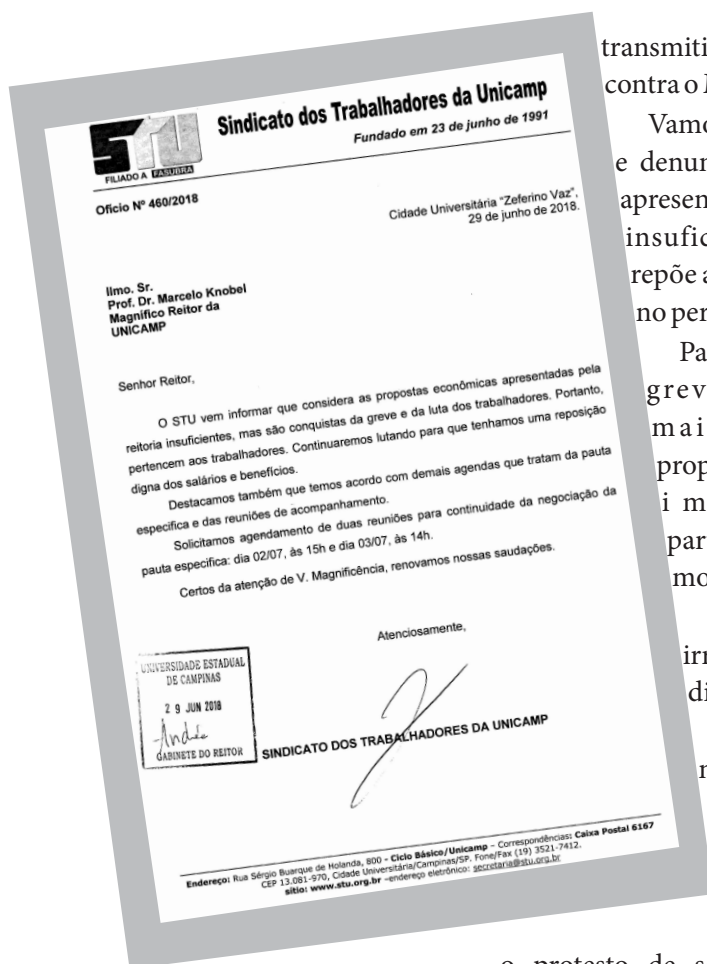 STU
FILIADO A FASUBRA
Sindicato dos Trabalhadores da Unicamp
Fundado em 23 de junho de 1991
Oficio Nº 460/2018
Cidade Universitária "Zeferino Vaz",
29 de junho de 2018.
Ilmo. Sr.
Prof. Dr. Marcelo Knobel
Magnifico Reitor da
UNICAMP
Senhor Reitor,
O STU vem informar que considera as propostas econômicas apresentadas pela
reitoria insuficientes, mas são conquistas da greve e da luta dos trabalhadores. Portanto,
pertencem aos trabalhadores. Continuaremos lutando para que tenhamos uma reposição
digna dos salários e benefícios.
Destacamos também que temos acordo com demais agendas que tratam da pauta
especifica e das reuniões de acompanhamento.
Solicitamos agendamento de duas reuniões para continuidade da negociação da
pauta especifica: dia 02/07, às 15h e dia 03/07, às 14h.
Certos da atenção de V. Magnificência, renovamos nossas saudações.
Atenciosamente,
UNIVERSIDADE ESTADUAL
DE CAMPINAS
29 JUN 2018
Andréa
GABINETE DO REITOR
SINDICATO DOS TRABALHADORES DA UNICAMP
Endereço: Rua Sérgio Buarque de Holanda, 800 - Ciclo Básico/Unicamp – Correspondências: Caixa Postal 6167
CEP 13.081-970, Cidade Universitária/Campinas/SP. Fone/Fax (19) 3521-7412.
sítio: www.stu.org.br –endereço eletrônico: secretaria@stu.org.br
transmiti
contra o
Vamo
e denun
apresen
insufic
repõe a
no per
Pa
grev
mai
prop
i m
par
mo
irr
di
o protesto de s